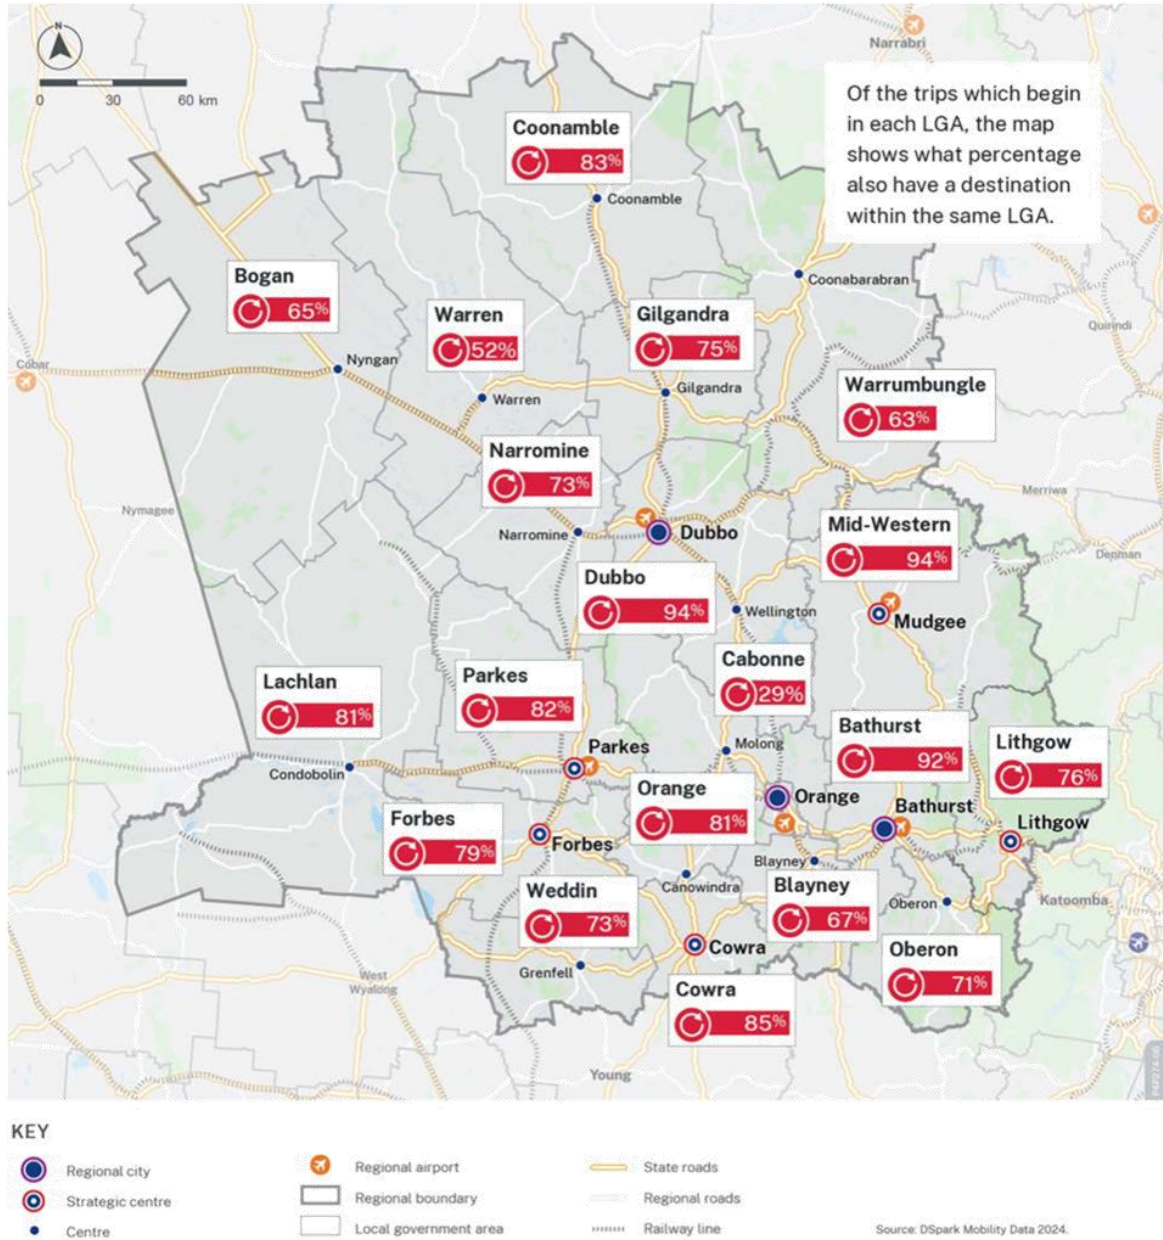 N
0 30 60 km
Narrabri
Of the trips which begin
in each LGA, the map
shows what percentage
also have a destination
within the same LGA.
Coonamble
83%
Coonamble
Coonabarabran
Bogan
65%
Warren
52%
Gilgandra
75%
Quirindi
Cobar
Nyngan
Warren
Gilgandra
Warrumbungle
63%
Narromine
73%
Merriwa
Nymagee
Narromine
Dubbo
Mid-Western
94%
Denman
Dubbo
94%
Wellington
Mudgee
Cabonne
29%
Lachlan
81%
Parkes
82%
Bathurst
92%
Lithgow
76%
Condobolin
Parkes
Molong
Orange
81%
Orange
Bathurst
Lithgow
Forbes
79%
Forbes
Blayney
Canowindra
Blayney
67%
Oberon
Katoomba
Weddin
73%
Cowra
Oberon
71%
Grenfell
West
Wyalong
Cowra
85%
Young
KEY
Regional city
Regional airport
State roads
Strategic centre
Regional boundary
Regional roads
Centre
Local government area
Railway line
Source: DSpark Mobility Data 2024.